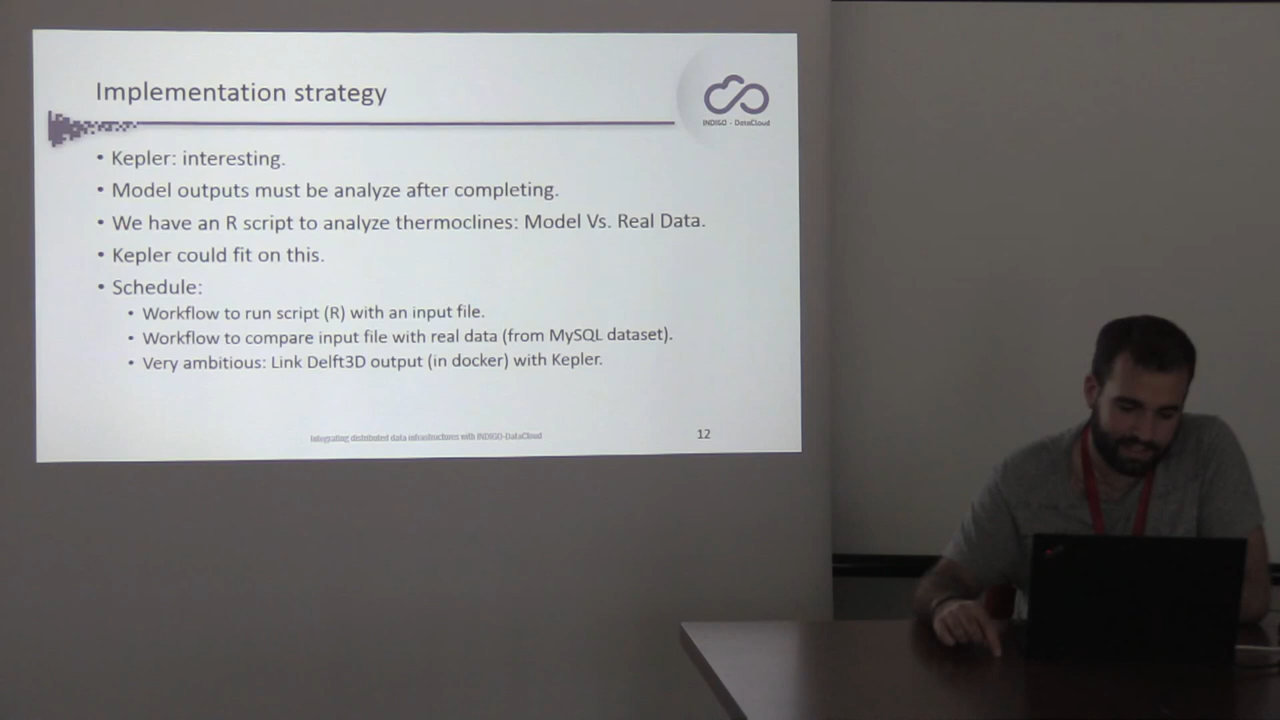 Implementation strategy
INDIGO - DataCloud
• Kepler: interesting.
• Model outputs must be analyze after completing.
• We have an R script to analyze thermoclines: Model Vs. Real Data.
• Kepler could fit on this.
• Schedule:
• Workflow to run script (R) with an input file.
• Workflow to compare input file with real data (from MySQL dataset).
• Very ambitious: Link Delft3D output (in docker) with Kepler.
Integrating distributed data infrastructures with INDIGO-DataCloud
12